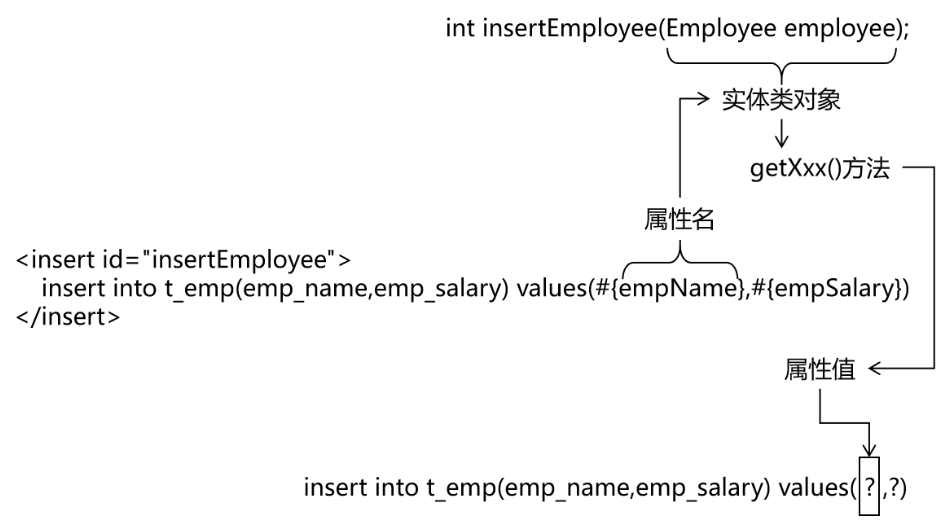 int insertEmployee(Employee employee);
实体类对象
getXxx()方法
属性名
<insert id="insertEmployee">
insert into t_emp(emp_name,emp_salary) values(#{empName},#{empSalary})
</insert>
属性值
insert into t_emp(emp_name,emp_salary) values(?,?)